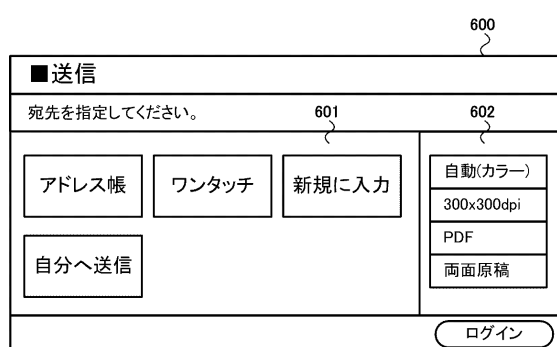 600
■送信
宛先を指定してください。
601
602
アドレス帳
ワンタッチ
新規に入力
自分へ送信
自動(カラー)
300x300dpi
PDF
両面原稿
ログイン